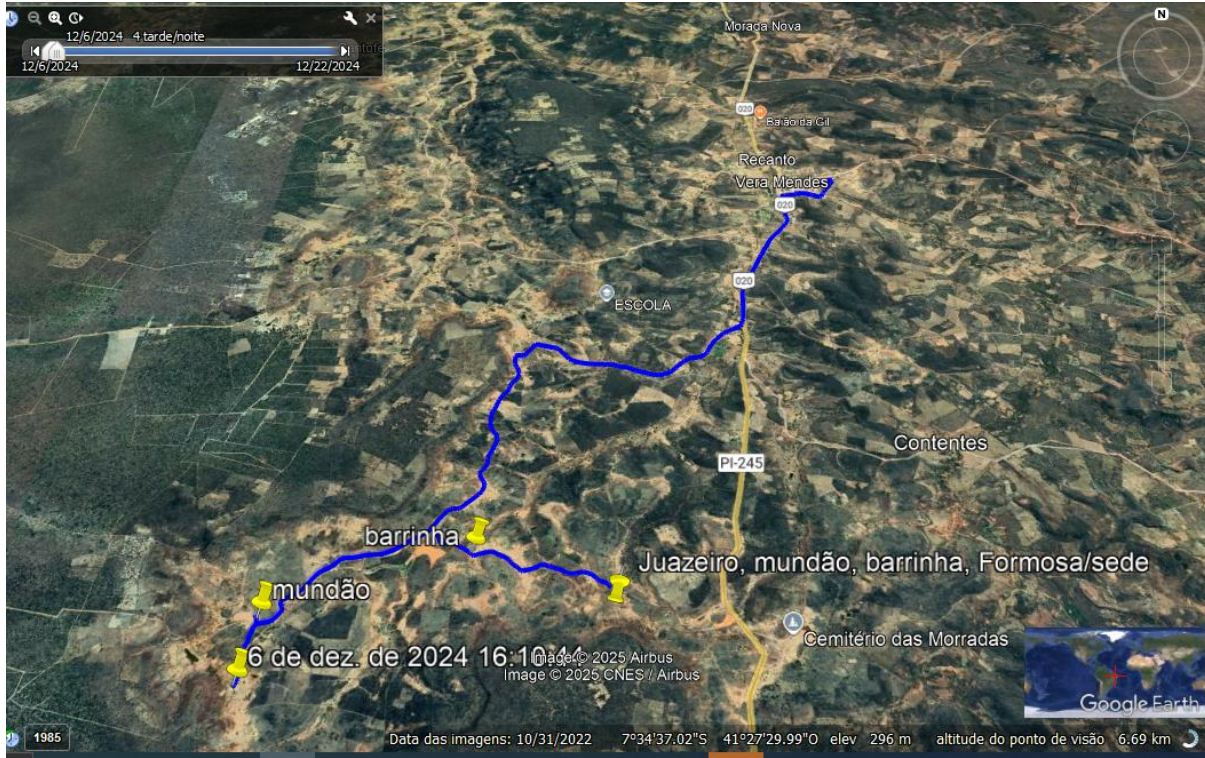 12/6/2024 4 tarde/noite
12/6/2024 12/22/2024
N
Morada Nova
020
Baião da Gil
Recanto
Vera Mendes
020
020
ESCOLA
Contentes
PI-245
barrinha
Juazeiro, mundão, barrinha, Formosa/sede
mundão
Cemitério das Morradas
6 de dez. de 2024 16:10:44
Image © 2025 Airbus
Image © 2025 CNES / Airbus
Google Earth
1985
Data das imagens: 10/31/2022 7°34'37.02"S 41°27'29.99"O elev 296 m altitude do ponto de visão 6.69 km